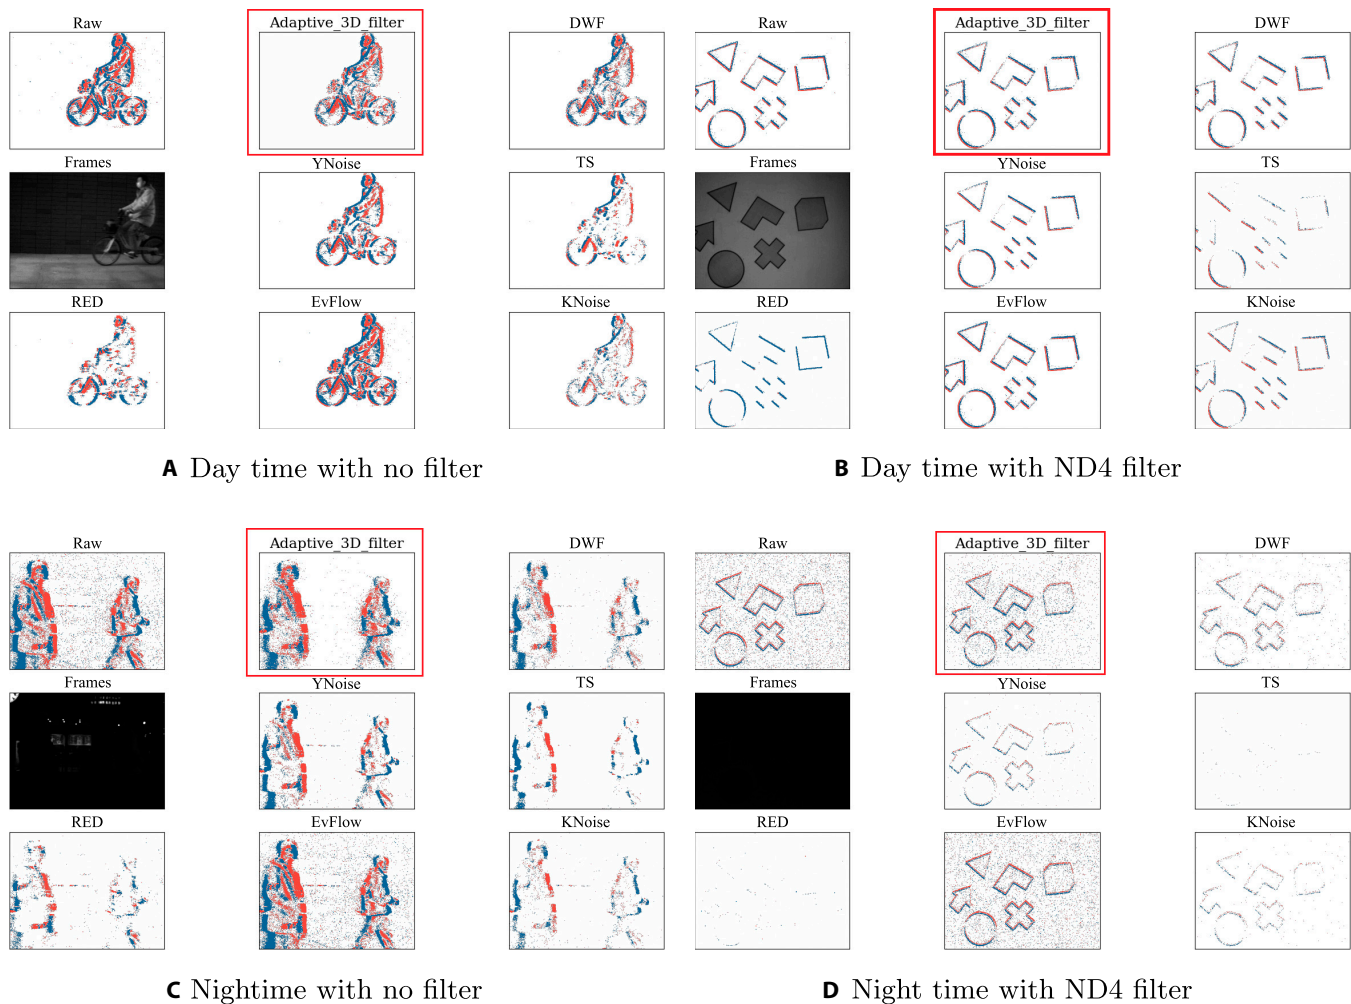 Raw
Adaptive_3D_filter
DWF
Frames
YNoise
TS
RED
EvFlow
KNoise
A Day time with no filter
Raw
Adaptive_3D_filter
DWF
Frames
YNoise
TS
RED
EvFlow
KNoise
B Day time with ND4 filter
Raw
Adaptive_3D_filter
DWF
Frames
YNoise
TS
RED
EvFlow
KNoise
C Nightime with no filter
Raw
Adaptive_3D_filter
DWF
Frames
YNoise
TS
RED
EvFlow
KNoise
D Night time with ND4 filter